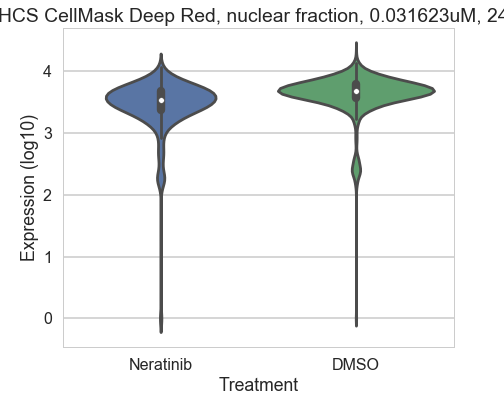 HCS CellMask Deep Red, nuclear fraction, 0.031623uM, 24
4
3
2
1
0
Expression (log10)
Neratinib
DMSO
Treatment